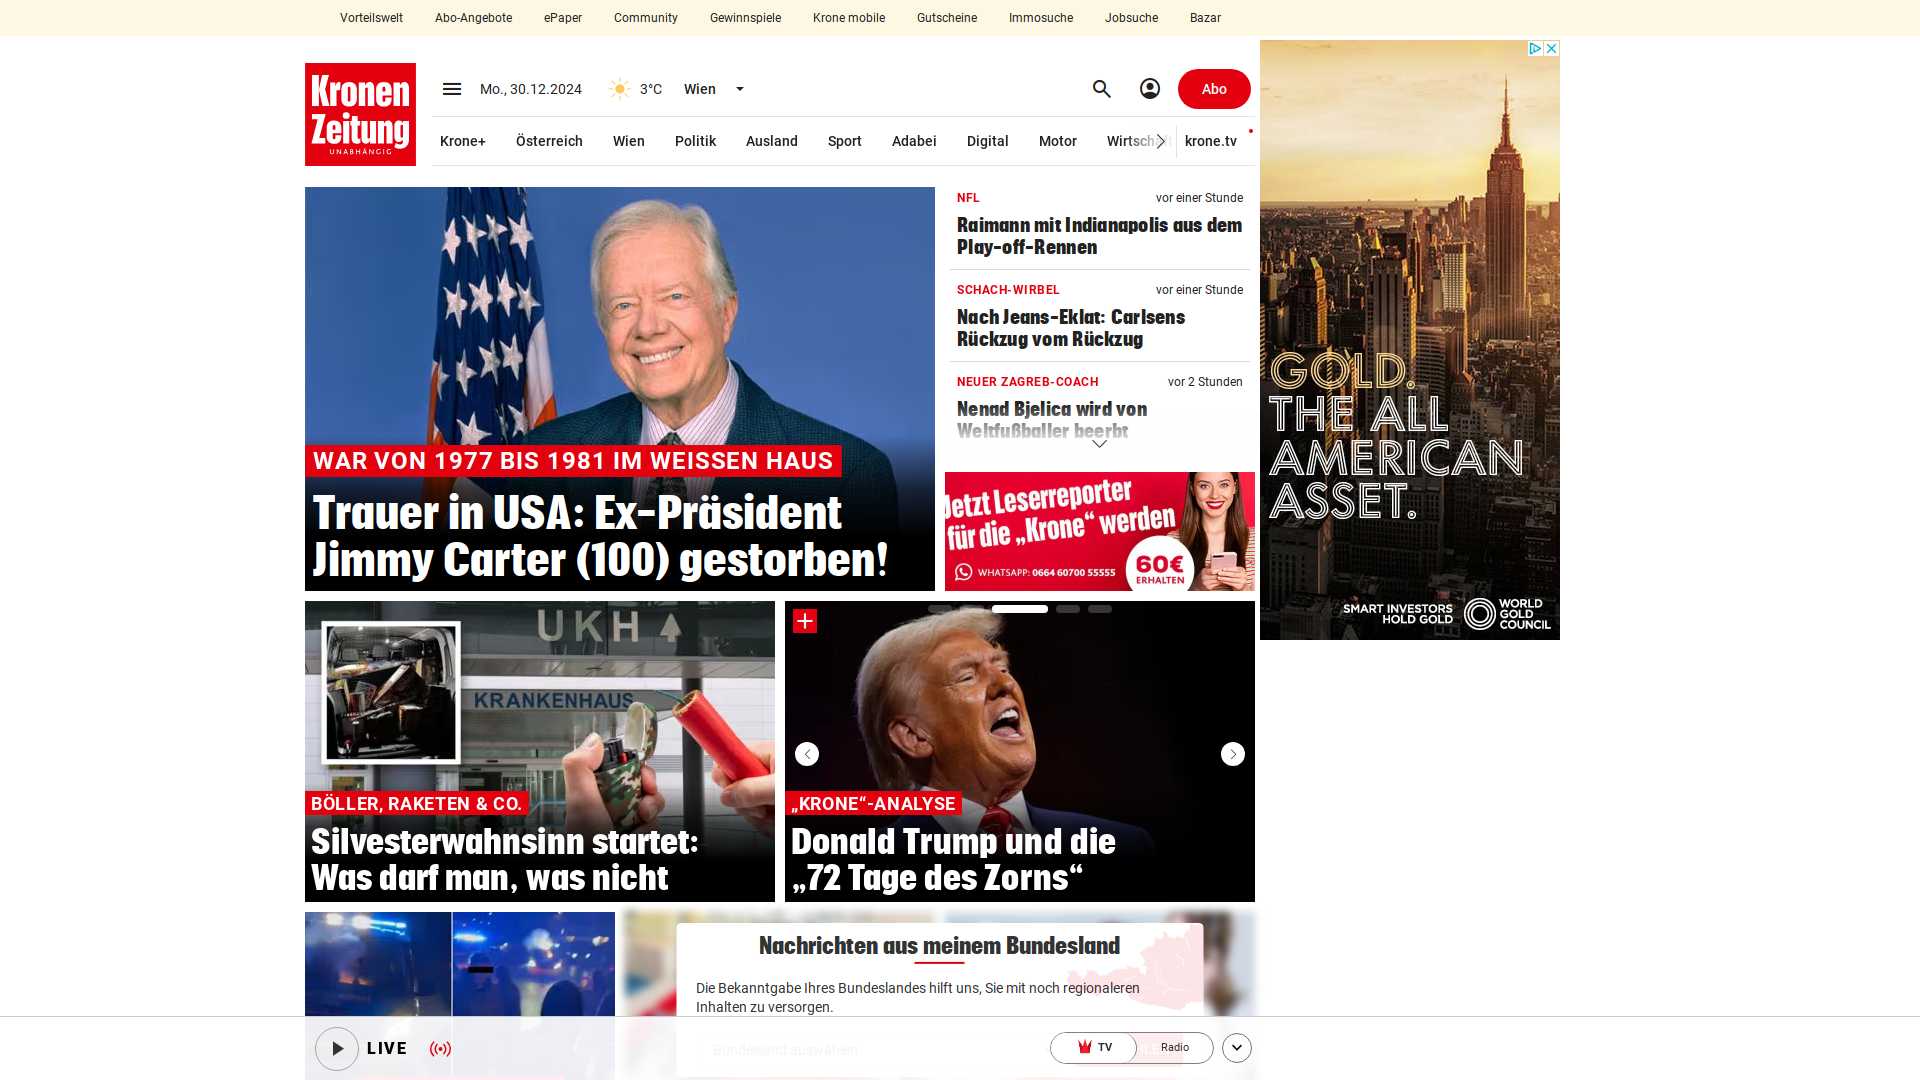 Vorteilswelt Abo-Angebote ePaper Community Gewinnspiele Krone mobile Gutscheine Immosuche Jobsuche Bazar
Kronen
Zeitung
UNABHÄNGIG
Mo., 30.12.2024 3°C Wien
Abo
Krone+ Österreich Wien Politik Ausland Sport Adabei Digital Motor Wirtschaft krone.tv
WAR VON 1977 BIS 1981 IM WEISSEN HAUS
Trauer in USA: Ex-Präsident
Jimmy Carter (100) gestorben!
NFL vor einer Stunde
Raimann mit Indianapolis aus dem
Play-off-Rennen
SCHACH-WIRBEL vor einer Stunde
Nach Jeans-Eklat: Carlsens
Rückzug vom Rückzug
NEUER ZAGREB-COACH vor 2 Stunden
Nenad Bjelica wird von
Weltfußballer beerbt
Jetzt Leserreporter
für die „Krone“ werden
WHATSAPP: 0664 60700 55555
60€
ERHALTEN
GOLD.
THE ALL
AMERICAN
ASSET.
SMART INVESTORS
HOLD GOLD
WORLD
GOLD
COUNCIL
UKH
KRANKENHAUS
BÖLLER, RAKETEN & CO.
Silvesterwahnsinn startet:
Was darf man, was nicht
„KRONE“-ANALYSE
Donald Trump und die
„72 Tage des Zorns“
Nachrichten aus meinem Bundesland
Die Bekanntgabe Ihres Bundeslandes hilft uns, Sie mit noch regionaleren
Inhalten zu versorgen.
Bundesland auswählen
LIVE
TV Radio